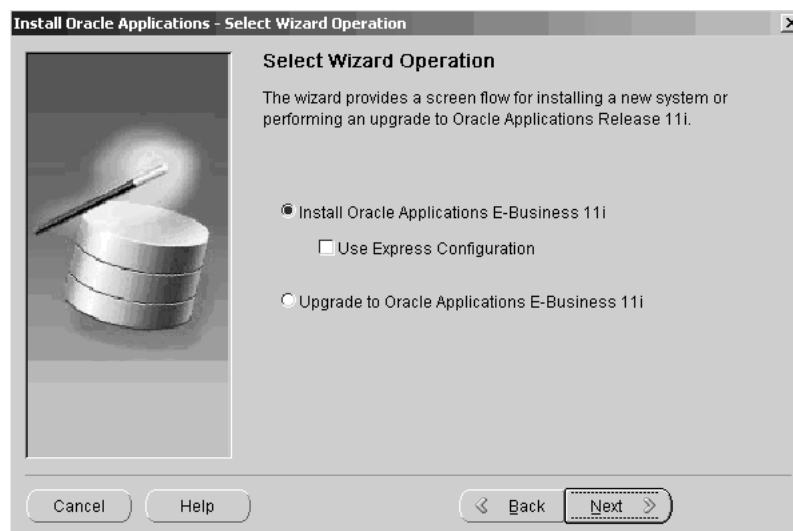 Install Oracle Applications - Select Wizard Operation
Select Wizard Operation
The wizard provides a screen flow for installing a new system or
performing an upgrade to Oracle Applications Release 11i.
Install Oracle Applications E-Business 11i
Use Express Configuration
Upgrade to Oracle Applications E-Business 11i
Cancel Help Back Next